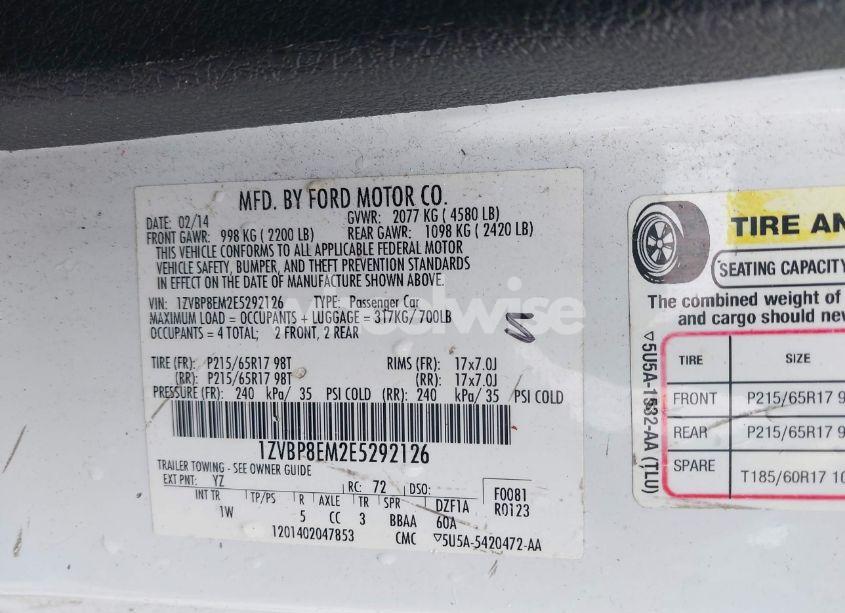 MFD. BY FORD MOTOR CO.
DATE: 02/14 GVWR: 2077 KG ( 4580 LB)
FRONT GAWR: 998 KG ( 2200 LB) REAR GAWR: 1098 KG ( 2420 LB)
THIS VEHICLE CONFORMS TO ALL APPLICABLE FEDERAL MOTOR
VEHICLE SAFETY, BUMPER, AND THEFT PREVENTION STANDARDS
IN EFFECT ON THE DATE OF MANUFACTURE SHOWN ABOVE.
VIN: 1ZVBP8EM2E5292126 TYPE: Passenger Car
MAXIMUM LOAD = OCCUPANTS + LUGGAGE = 317KG/700LB
OCCUPANTS = 4 TOTAL; 2 FRONT, 2 REAR
TIRE (FR): P215/65R17 98T RIMS (FR): 17x7.0J
(RR): P215/65R17 98T (RR): 17x7.0J
PRESSURE (FR): 240 kPa/ 35 PSI COLD (RR): 240 kPa/ 35 PSI COLD
1ZVBP8EM2E5292126
TRAILER TOWING - SEE OWNER GUIDE
EXT PNT: YZ RC: 72 DSO: F0081
INT TR TP/PS R AXLE TR SPR DZF1A R0123
1W 5 CC 3 BBAA 60A
1201402047853 CMC ▽5U5A-5420472-AA
TIRE AN
SEATING CAPACITY
The combined weight of
and cargo should nev
TIRE SIZE
FRONT P215/65R17 9
REAR P215/65R17 9
SPARE T185/60R17 10
▽5U5A-1532-AA (TLU)